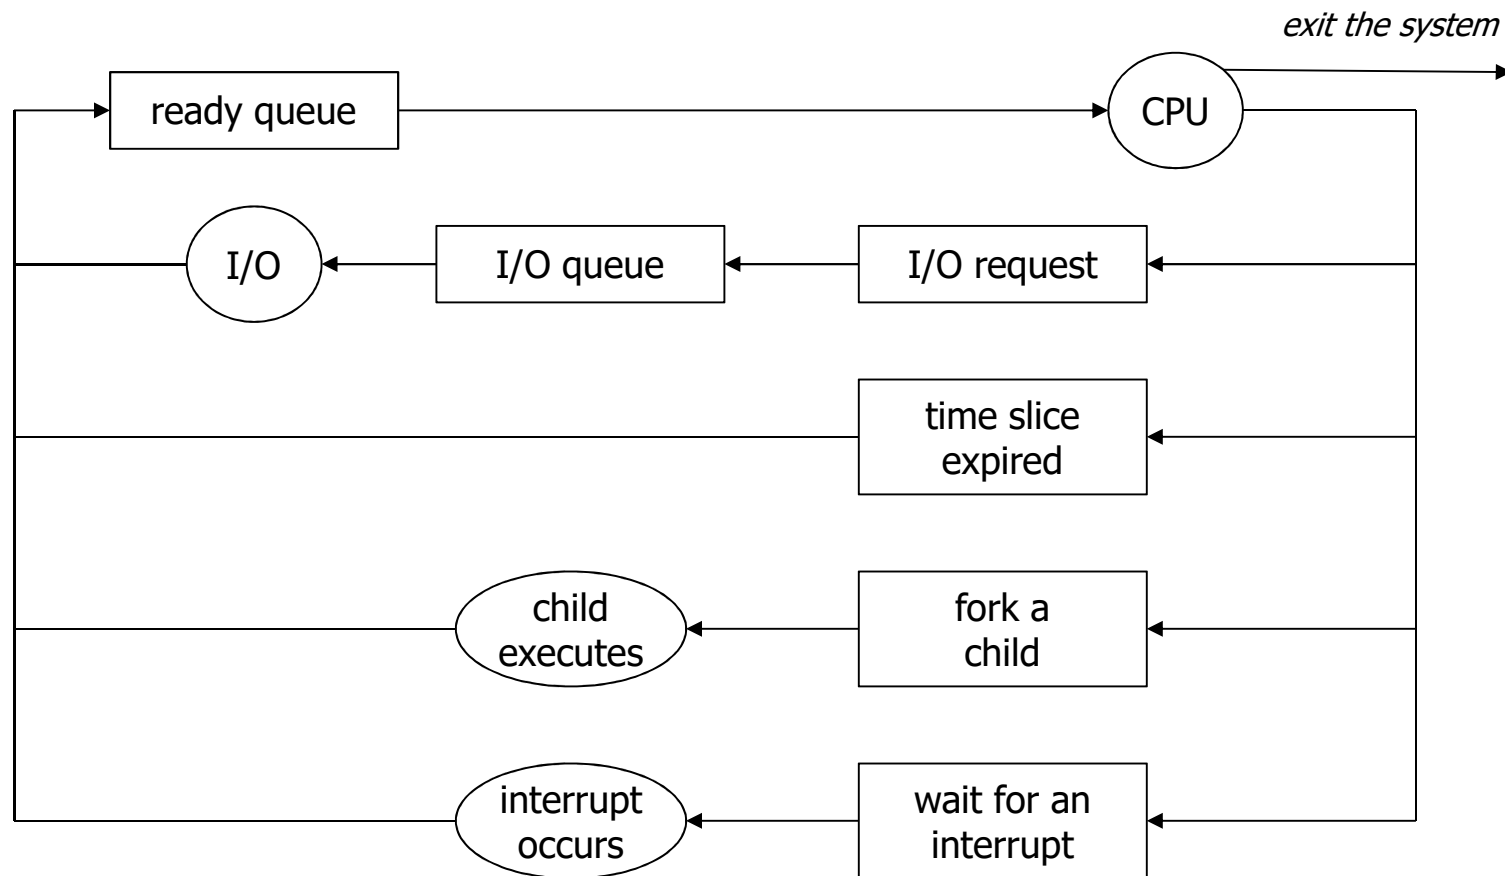 exit the system
ready queue
CPU
I/O
I/O queue
I/O request
time slice
expired
child
executes
fork a
child
interrupt
occurs
wait for an
interrupt